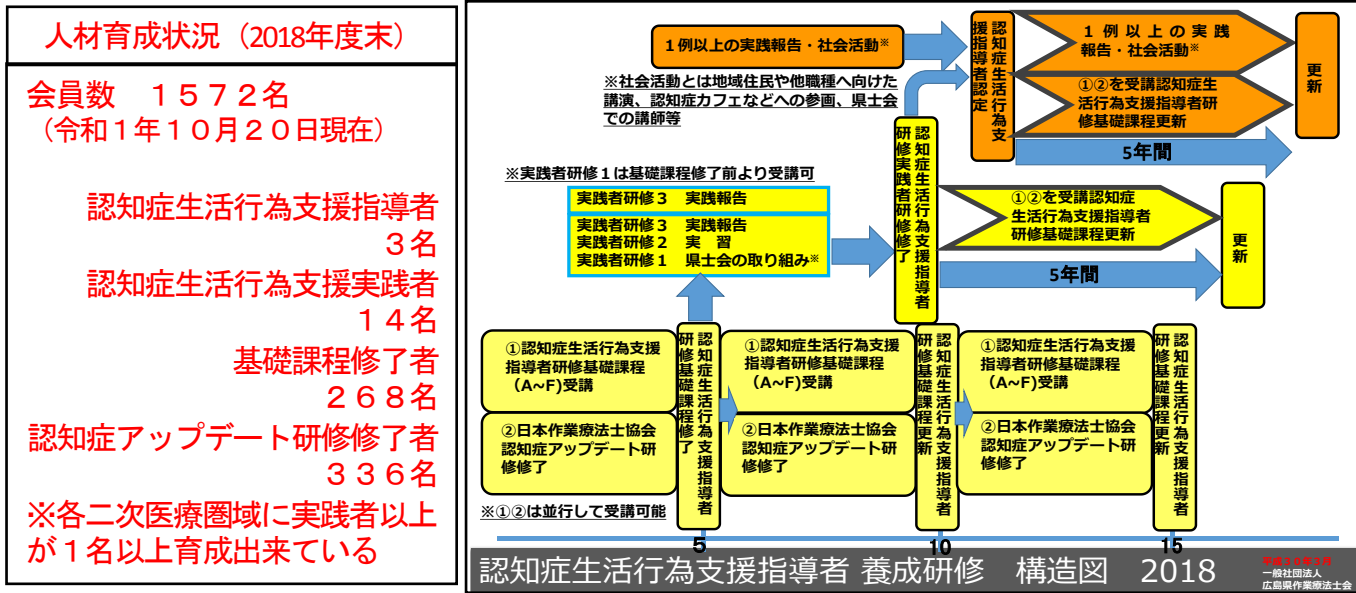 人材育成状況（2018年度末）
会員数　１５７２名
（令和１年１０月２０日現在）
認知症生活行為支援指導者
３名
認知症生活行為支援実践者
１４名
基礎課程修了者
２６８名
認知症アップデート研修修了者
３３６名
※各二次医療圏域に実践者以上
が１名以上育成出来ている
１例以上の実践報告・社会活動※
※社会活動とは地域住民や他職種へ向けた
講演、認知症カフェなどへの参画、県士会
での講師等
認知症生活行為支
援指導者認定
１例以上の実践
報告・社会活動※
①②を受講認知症生
活行為支援指導者研
修基礎課程更新
5年間
更新
※実践者研修１は基礎課程修了前より受講可
実践者研修３　実践報告
実践者研修３　実践報告
実践者研修２　実　習
実践者研修１　県士会の取り組み※
認知症生活行為支援指導者
研修実践者研修修了
①②を受講認知症
生活行為支援指導者
研修基礎課程更新
5年間
更新
①認知症生活行為支援
指導者研修基礎課程
（A~F)受講
②日本作業療法士協会
認知症アップデート研
修修了
認知症生活行為支援指導者
研修基礎課程修了
①認知症生活行為支援
指導者研修基礎課程
（A~F)受講
②日本作業療法士協会
認知症アップデート研
修修了
認知症生活行為支援指導者
研修基礎課程更新
①認知症生活行為支援
指導者研修基礎課程
（A~F)受講
②日本作業療法士協会
認知症アップデート研
修修了
認知症生活行為支援指導者
研修基礎課程更新
※①②は並行して受講可能
5
10
15
認知症生活行為支援指導者 養成研修　構造図　2018
平成３０年３月
一般社団法人
広島県作業療法士会